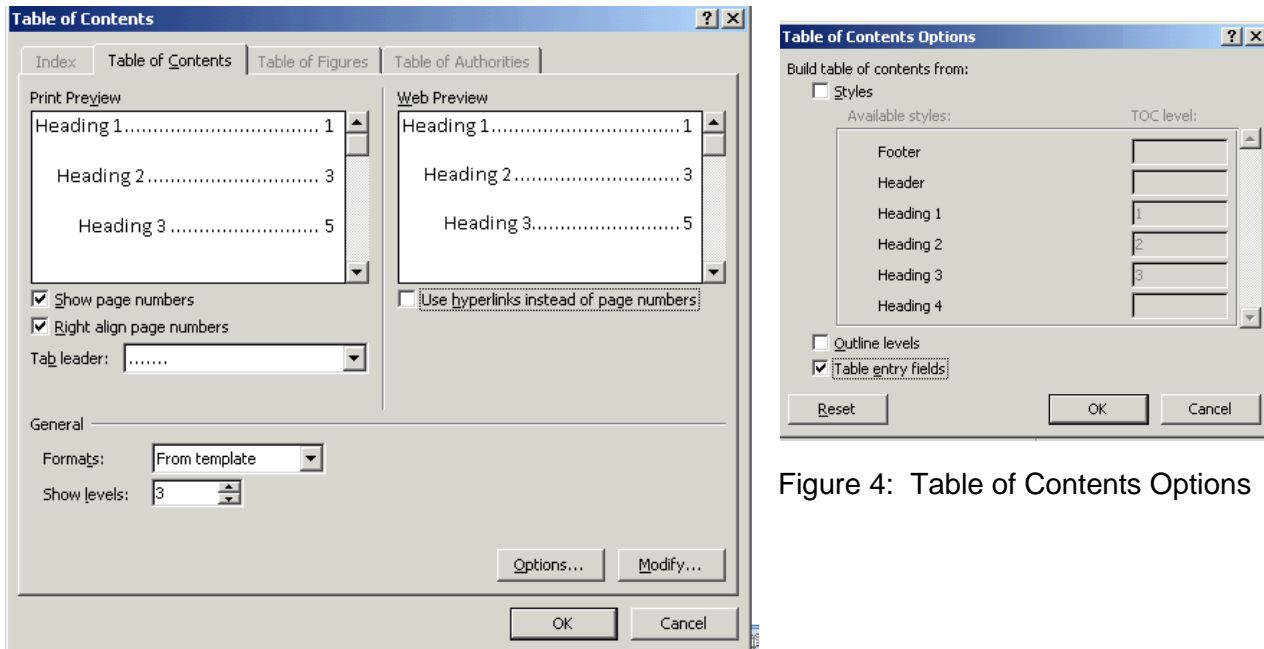 Table of Contents
Index Table of Contents Table of Figures Table of Authorities
Print Preview
Heading 1.................................. 1
Heading 2.............................. 3
Heading 3 .......................... 5
Show page numbers
Right align page numbers
Tab leader: .......
Web Preview
Heading 1.................................1
Heading 2.............................3
Heading 3..........................5
Use hyperlinks instead of page numbers
General
Formats: From template
Show levels: 3
Options... Modify...
OK Cancel
Table of Contents Options
Build table of contents from:
Styles
Available styles: TOC level:
Footer
Header
Heading 1 1
Heading 2 2
Heading 3 3
Heading 4
Outline levels
Table entry fields
Reset OK Cancel
Figure 4: Table of Contents Options